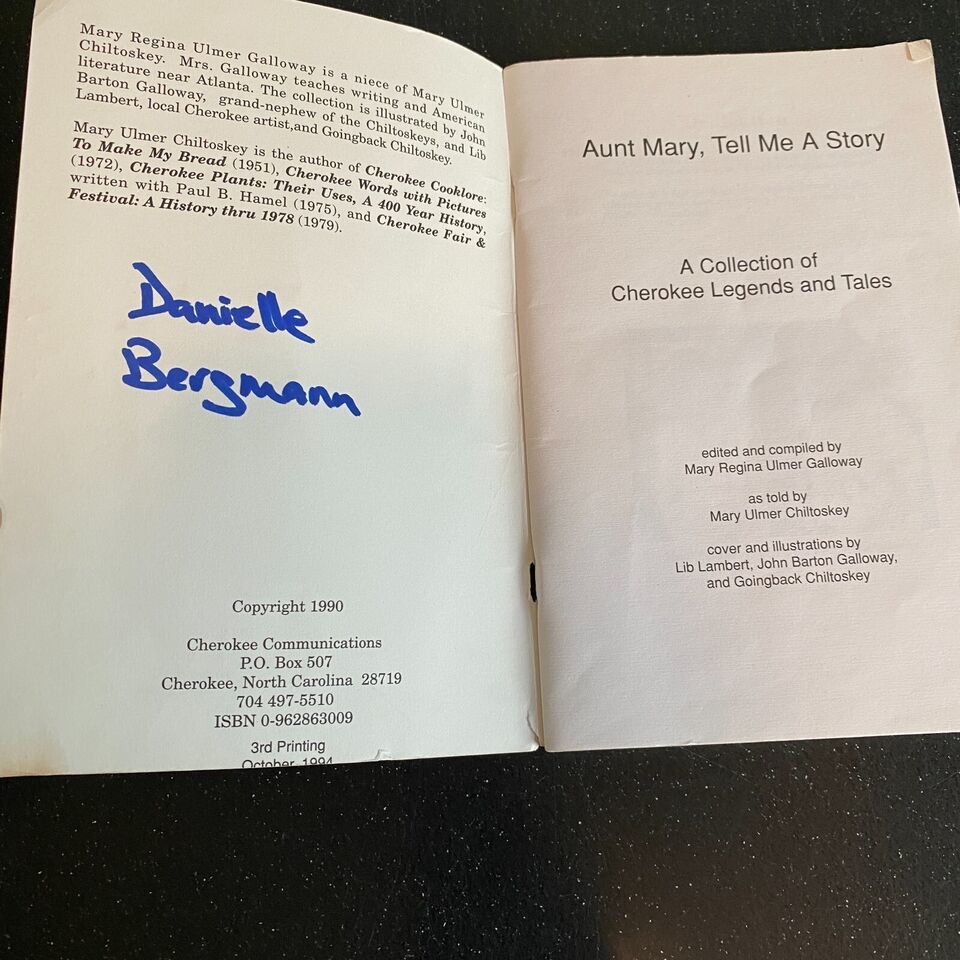 Mary Regina Ulmer Galloway is a niece of Mary Ulmer
Chiltoskey. Mrs. Galloway teaches writing and American
literature near Atlanta. The collection is illustrated by John
Barton Galloway, grand-nephew of the Chiltoskeys, and Lib
Lambert, local Cherokee artist,and Goingback Chiltoskey.
Mary Ulmer Chiltoskey is the author of Cherokee Cooklore:
To Make My Bread (1951), Cherokee Words with Pictures
(1972), Cherokee Plants: Their Uses, A 400 Year History,
written with Paul B. Hamel (1975), and Cherokee Fair &
Festival: A History thru 1978 (1979).
Danielle
Bergmann
Copyright 1990
Cherokee Communications
P.O. Box 507
Cherokee, North Carolina 28719
704 497-5510
ISBN 0-962863009
3rd Printing
October 1994
Aunt Mary, Tell Me A Story
A Collection of
Cherokee Legends and Tales
edited and compiled by
Mary Regina Ulmer Galloway
as told by
Mary Ulmer Chiltoskey
cover and illustrations by
Lib Lambert, John Barton Galloway,
and Goingback Chiltoskey